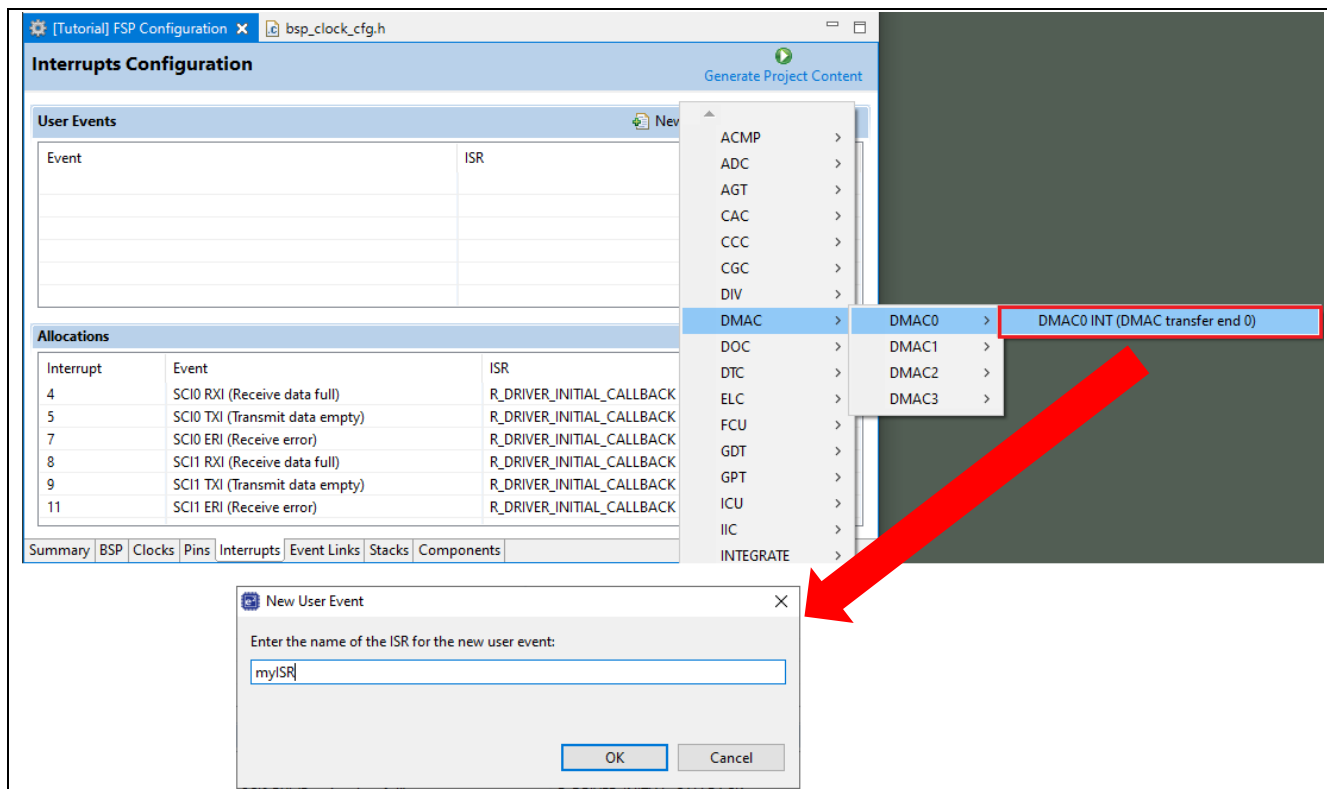 [Tutorial] FSP Configuration bsp_clock_cfg.h
Interrupts Configuration
Generate Project Content
User Events
New
Event ISR
Allocations
Interrupt Event ISR
4 SCI0 RXI (Receive data full) R_DRIVER_INITIAL_CALLBACK
5 SCI0 TXI (Transmit data empty) R_DRIVER_INITIAL_CALLBACK
7 SCI0 ERI (Receive error) R_DRIVER_INITIAL_CALLBACK
8 SCI1 RXI (Receive data full) R_DRIVER_INITIAL_CALLBACK
9 SCI1 TXI (Transmit data empty) R_DRIVER_INITIAL_CALLBACK
11 SCI1 ERI (Receive error) R_DRIVER_INITIAL_CALLBACK
Summary BSP Clocks Pins Interrupts Event Links Stacks Components
ACMP
ADC
AGT
CAC
CCC
CGC
DIV
DMAC
DOC
DTC
ELC
FCU
GDT
GPT
ICU
IIC
INTEGRATE
DMAC0
DMAC1
DMAC2
DMAC3
DMAC0 INT (DMAC transfer end 0)
New User Event
Enter the name of the ISR for the new user event:
myISR
OK Cancel